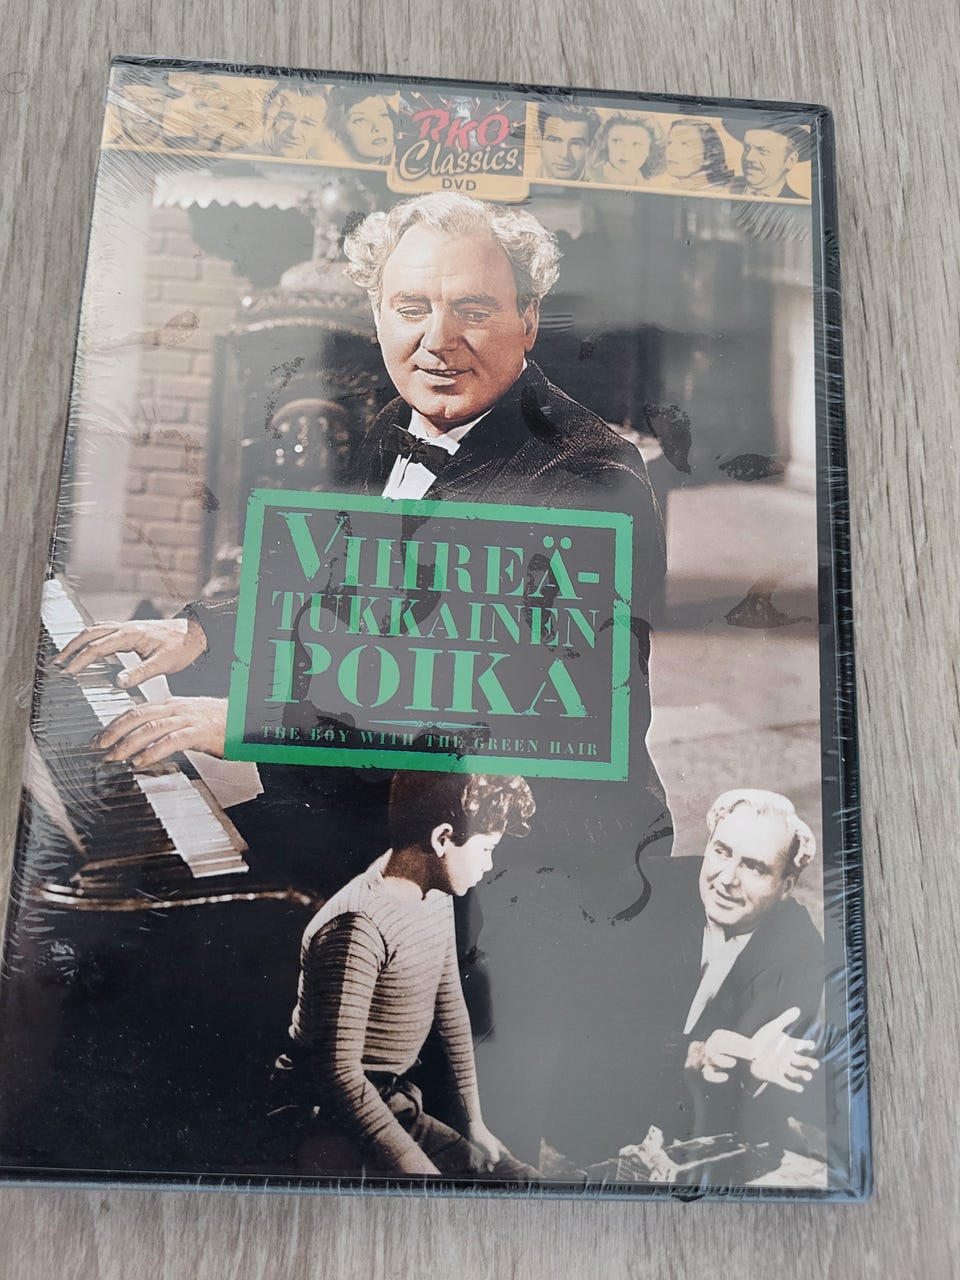 RKO
Classics
DVD
VIHREÄ-
TUKKAINEN
POIKA
THE BOY WITH THE GREEN HAIR